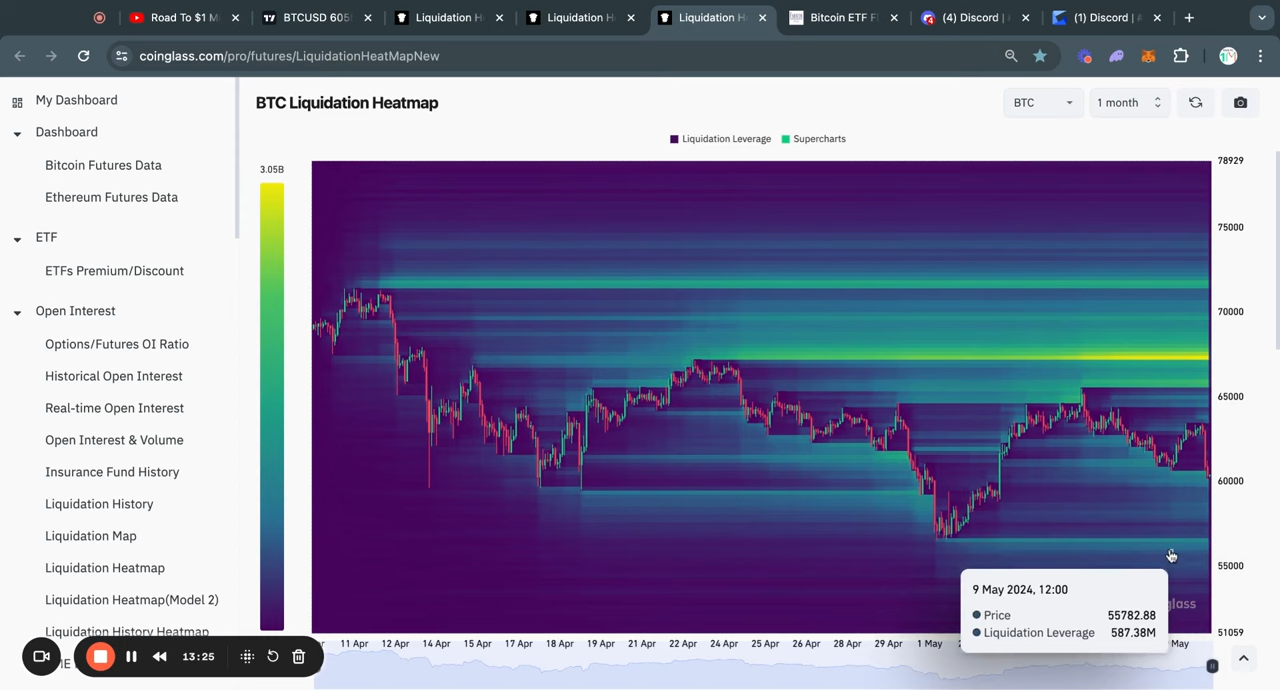 Road To $1 M
BTCUSD 605
Liquidation H
Liquidation H
Liquidation H
Bitcoin ETF F
(4) Discord |
(1) Discord | #
coinglass.com/pro/futures/LiquidationHeatMapNew
My Dashboard
Dashboard
Bitcoin Futures Data
Ethereum Futures Data
ETF
ETFs Premium/Discount
Open Interest
Options/Futures OI Ratio
Historical Open Interest
Real-time Open Interest
Open Interest & Volume
Insurance Fund History
Liquidation History
Liquidation Map
Liquidation Heatmap
Liquidation Heatmap(Model 2)
Liquidation History Heatmap
13:25
BTC Liquidation Heatmap
BTC
1 month
Liquidation Leverage
Supercharts
3.05B
78929
75000
70000
65000
60000
55000
51059
9 May 2024, 12:00
Price 55782.88
Liquidation Leverage 587.38M
glass
11 Apr 12 Apr 14 Apr 15 Apr 17 Apr 18 Apr 19 Apr 21 Apr 22 Apr 24 Apr 25 Apr 26 Apr 28 Apr 29 Apr 1 May May